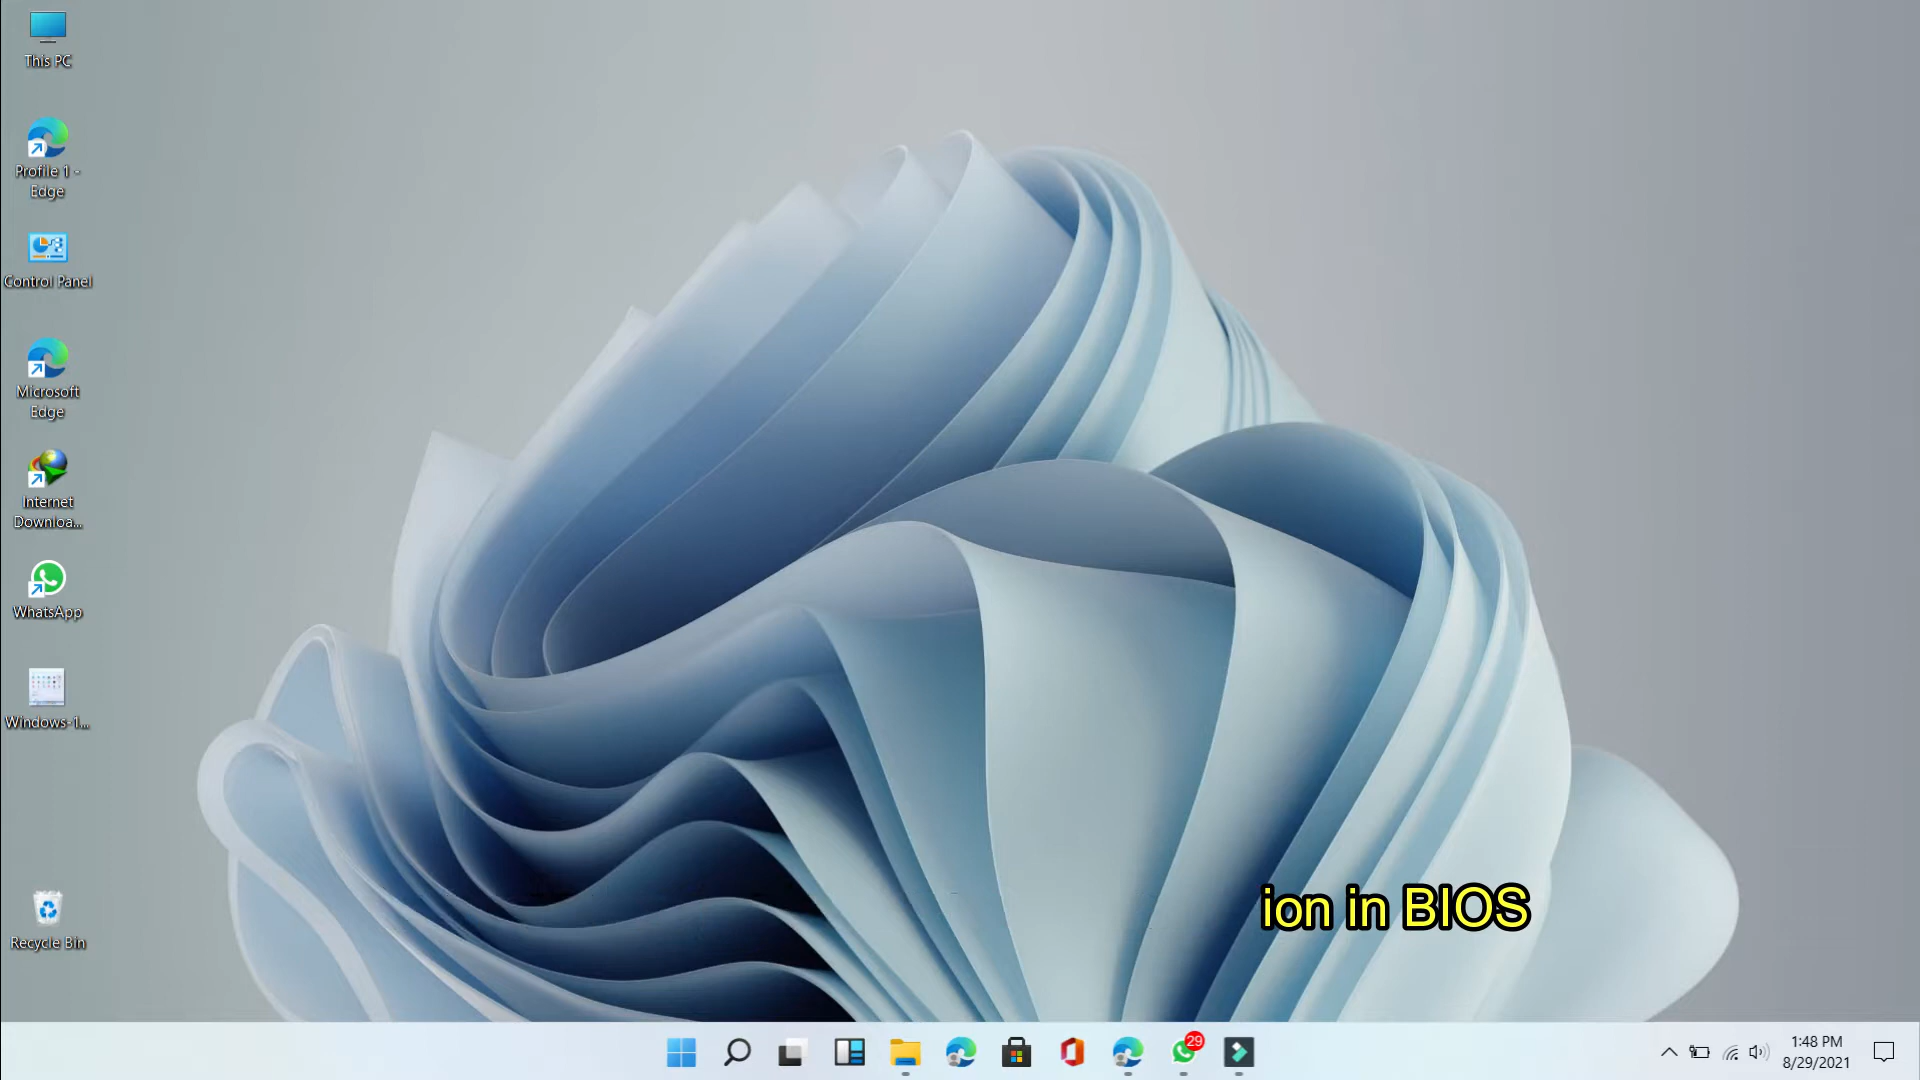 This PC
Profile 1 -
Edge
Control Panel
Microsoft
Edge
Internet
Downloa...
WhatsApp
Windows-1...
Recycle Bin
ion in BIOS
29
1:48 PM
8/29/2021